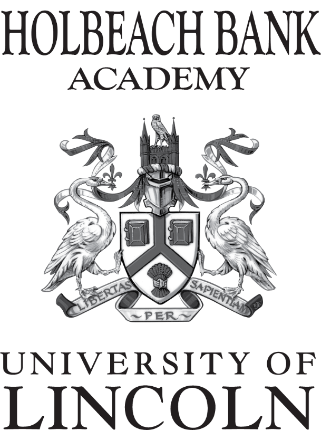 HOLBEACH BANK
ACADEMY
LIBERTAS PER SAPIENTIAM
UNIVERSITY OF
LINCOLN